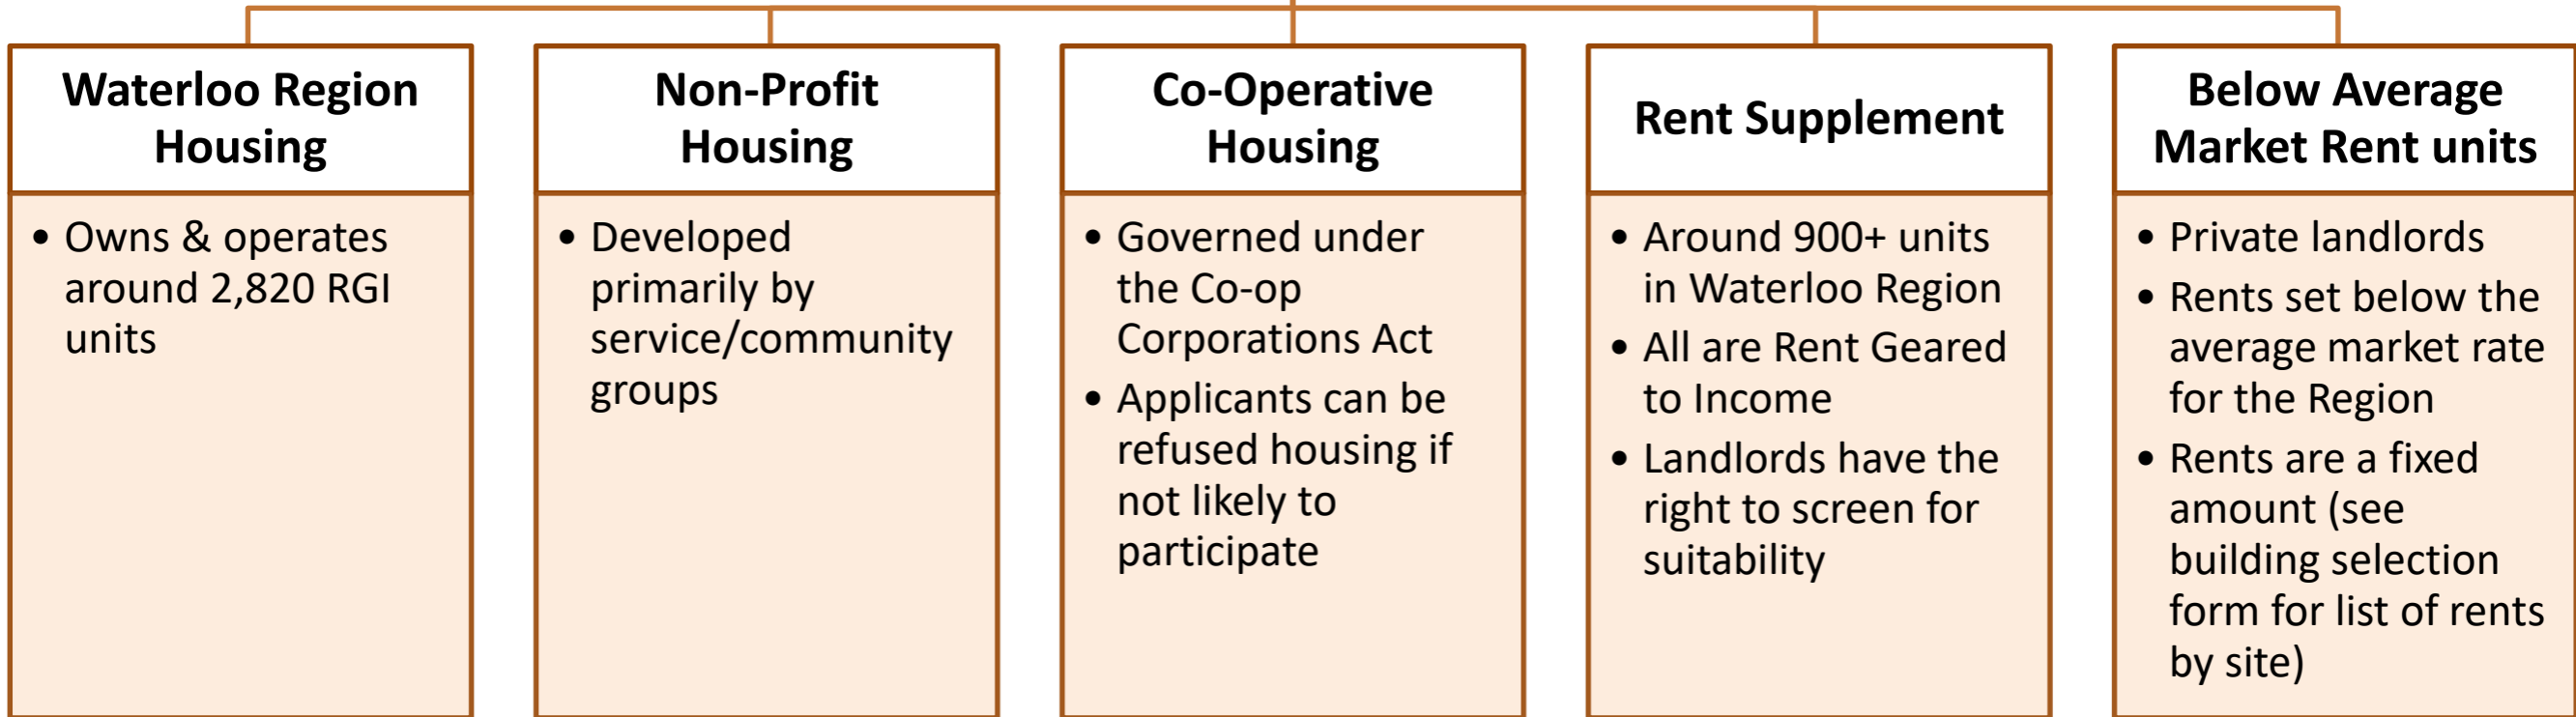 Waterloo Region
Housing
• Owns & operates
around 2,820 RGI
units
Non-Profit
Housing
• Developed
primarily by
service/community
groups
Co-Operative
Housing
• Governed under
the Co-op
Corporations Act
• Applicants can be
refused housing if
not likely to
participate
Rent Supplement
• Around 900+ units
in Waterloo Region
• All are Rent Geared
to Income
• Landlords have the
right to screen for
suitability
Below Average
Market Rent units
• Private landlords
• Rents set below the
average market rate
for the Region
• Rents are a fixed
amount (see
building selection
form for list of rents
by site)